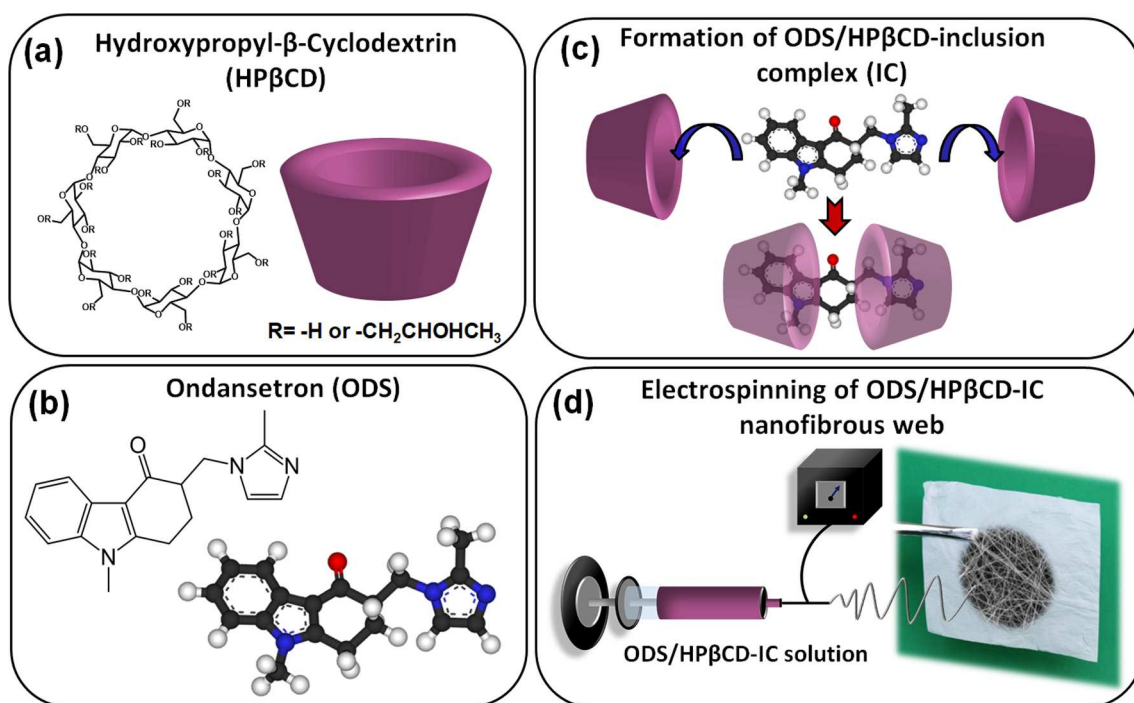 (a)
Hydroxypropyl-β-Cyclodextrin
(HPβCD)
R= -H or -CH₂CHOHCH₃
(b)
Ondansetron (ODS)
O
N
N
N
(c)
Formation of ODS/HPβCD-inclusion
complex (IC)
(d)
Electrospinning of ODS/HPβCD-IC
nanofibrous web
ODS/HPβCD-IC solution